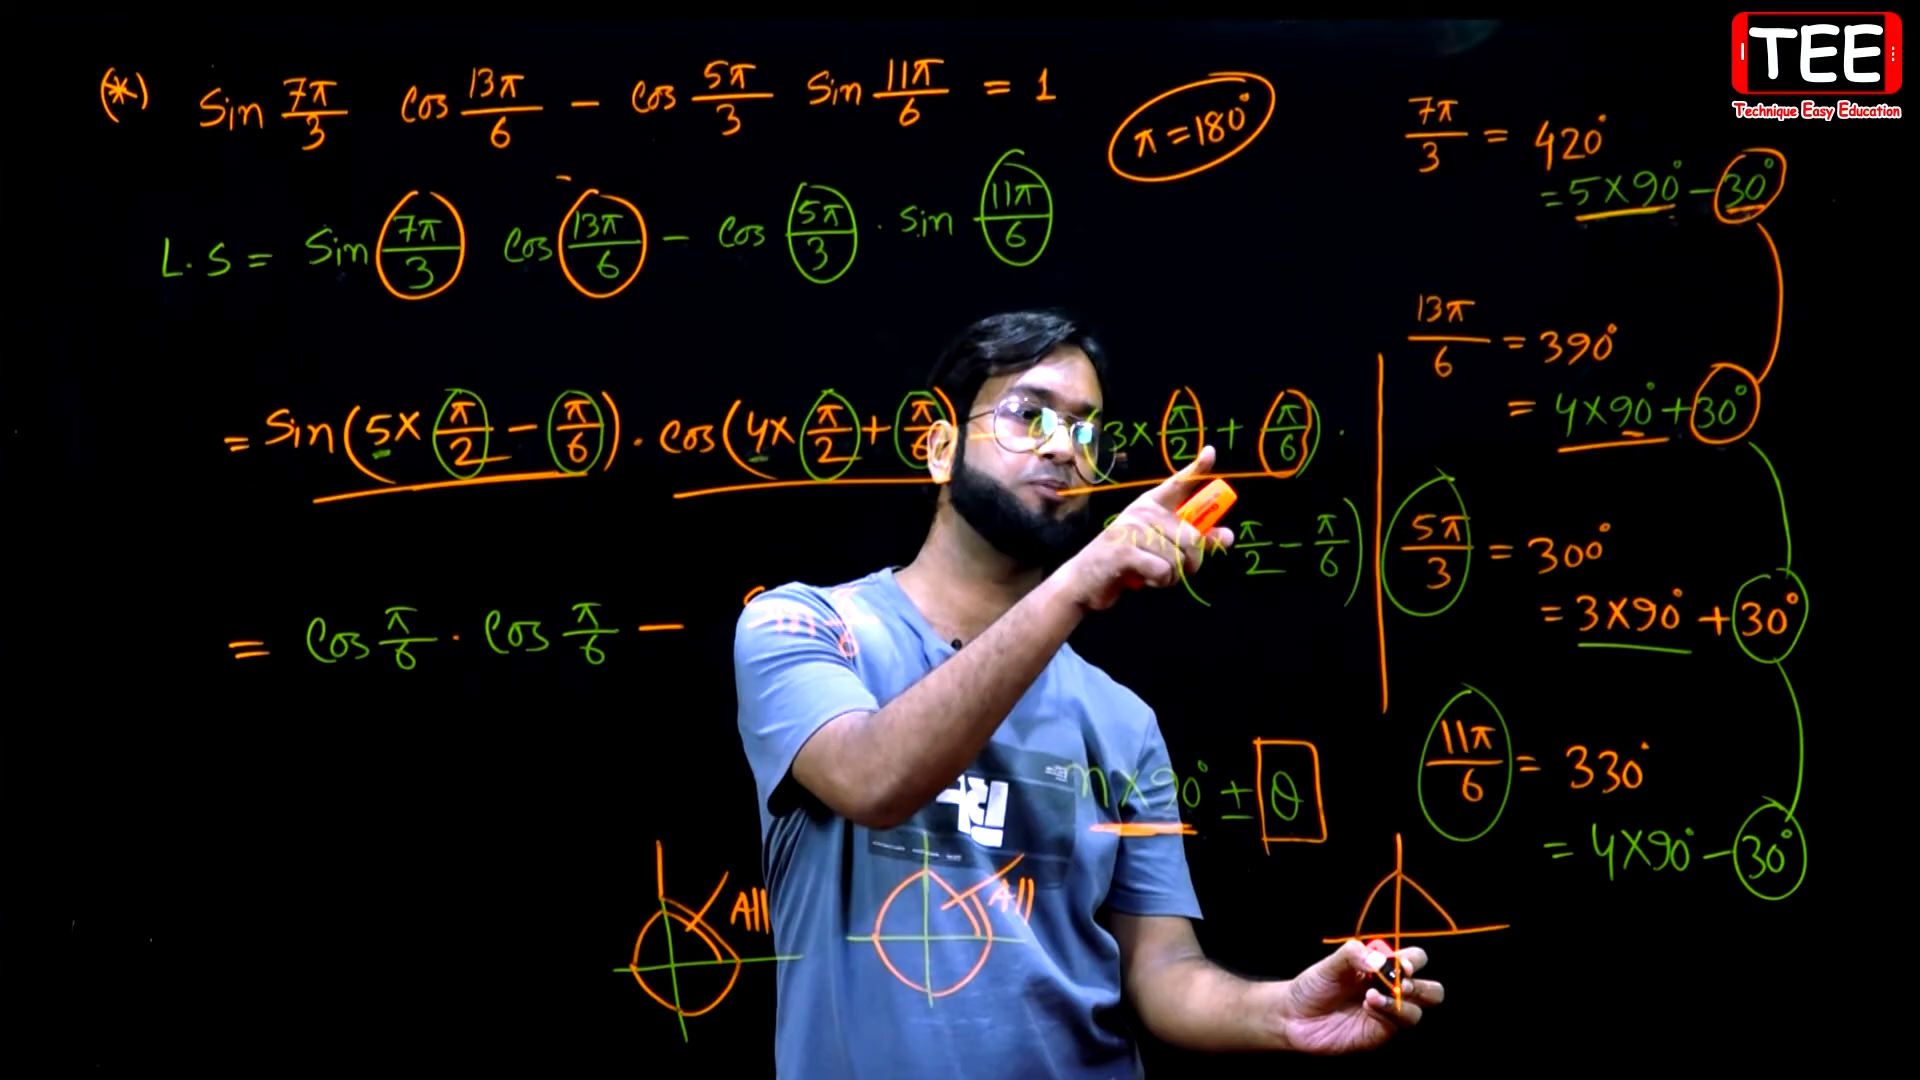 TEE
Technique Easy Education
(*) Sin 7π/3 Cos 13π/6 − Cos 5π/3 Sin 11π/6 = 1
π = 180°
L.S = Sin 7π/3 Cos 13π/6 − Cos 5π/3 · Sin 11π/6
= Sin(5×π/2 − π/6) · Cos(4×π/2 + π/6) − (3×π/2 + π/6) ·
Sin(4×π/2 − π/6)
= Cos π/6 · Cos π/6 −
n×90° ± θ
All
All
7π/3 = 420°
= 5×90° − 30°
13π/6 = 390°
= 4×90° + 30°
5π/3 = 300°
= 3×90° + 30°
11π/6 = 330°
= 4×90° − 30°